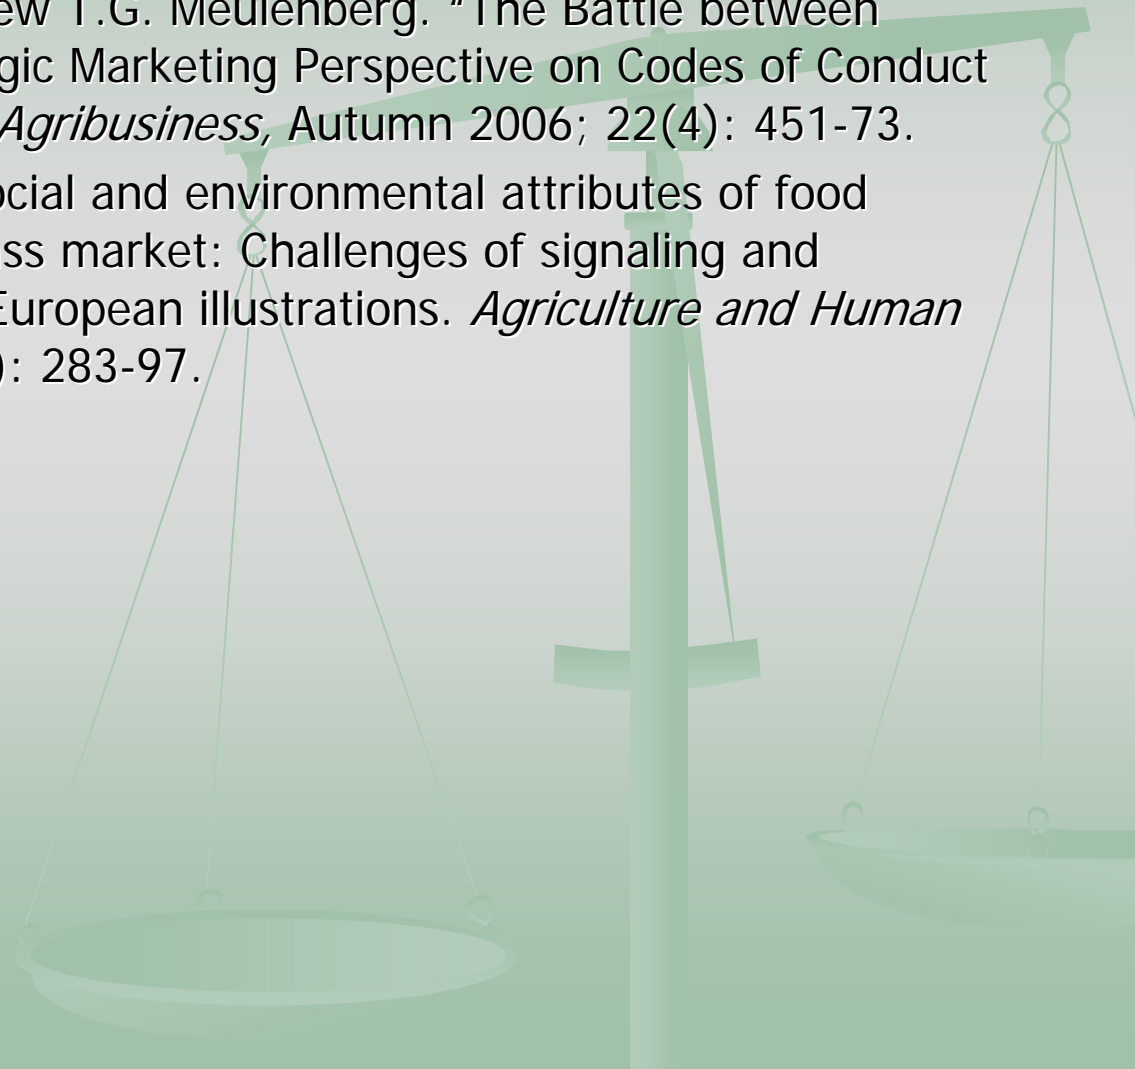 ew T.G. Meulenberg. "The Battle between
gic Marketing Perspective on Codes of Conduct
Agribusiness, Autumn 2006; 22(4): 451-73.
ocial and environmental attributes of food
ss market: Challenges of signaling and
European illustrations. Agriculture and Human
): 283-97.